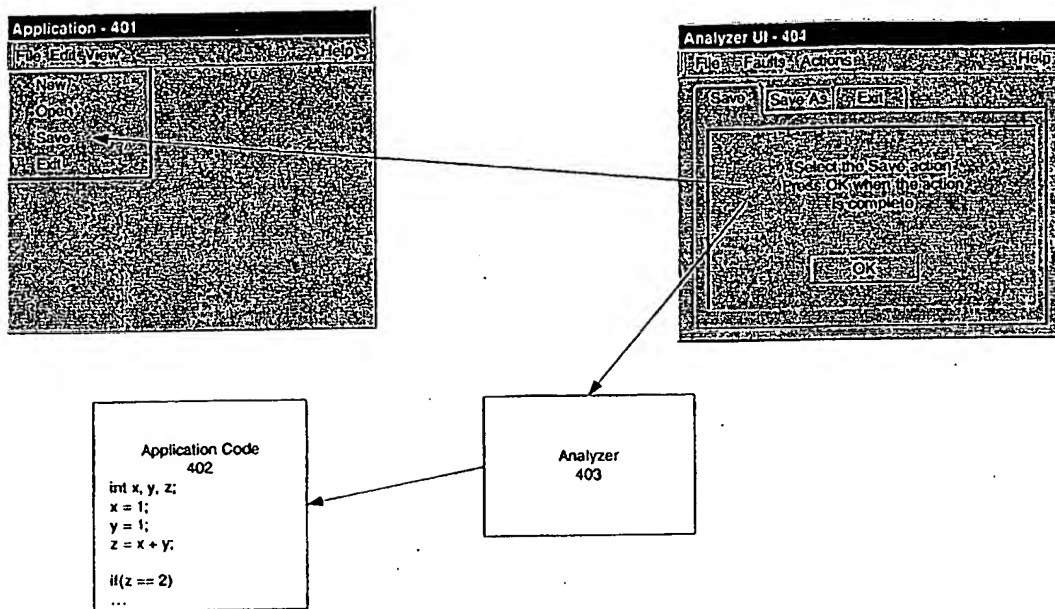 Application - 401
File Edit View Help
New
Open
Save
Exit
Analyzer UI - 404
File Faults Actions Help
Save Save As Exit
Select the Save action
Press OK when the action
is complete
OK
Application Code
402
int x, y, z;
x = 1;
y = 1;
z = x + y;
if(z == 2)
...
Analyzer
403